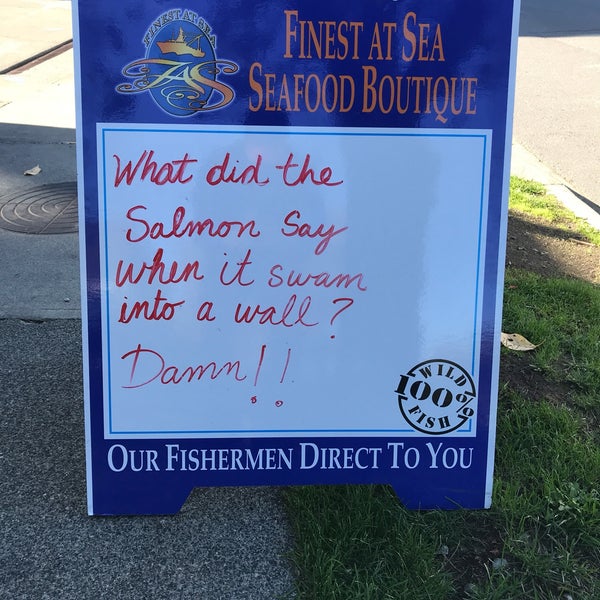 FINEST AT SEA
FAS
FINEST AT SEA
SEAFOOD BOUTIQUE
What did the
Salmon Say
when it swam
into a wall?
Damn!!
WILD
100%
FISH
OUR FISHERMEN DIRECT TO YOU